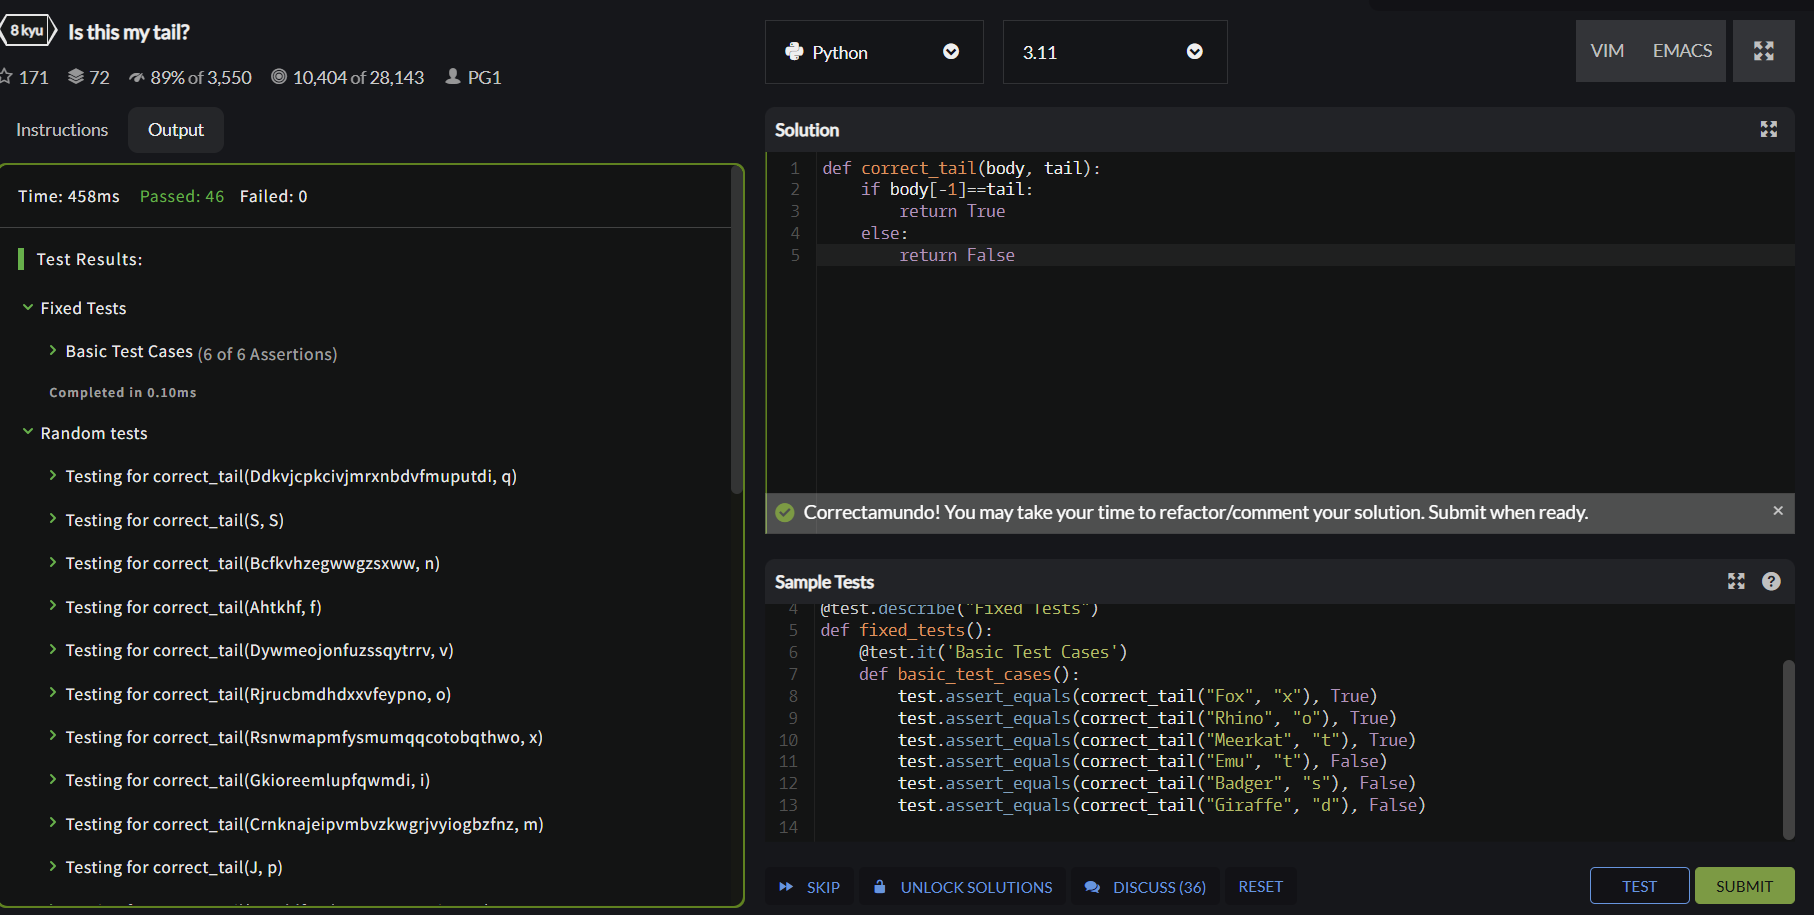 8 kyu Is this my tail?
171 72 89% of 3,550 10,404 of 28,143 PG1
Instructions Output
Time: 458ms Passed: 46 Failed: 0
Test Results:
Fixed Tests
Basic Test Cases (6 of 6 Assertions)
Completed in 0.10ms
Random tests
Testing for correct_tail(Ddkvjcpkcivjmrxnbdvfmuputdi, q)
Testing for correct_tail(S, S)
Testing for correct_tail(Bcfkvhzegwwgzsxww, n)
Testing for correct_tail(Ahtkhf, f)
Testing for correct_tail(Dywmeojonfuzssqytrrv, v)
Testing for correct_tail(Rjrucbmdhdxxvfeypno, o)
Testing for correct_tail(Rsnwmapmfysmumqqcotobqthwo, x)
Testing for correct_tail(Gkioreemlupfqwmdi, i)
Testing for correct_tail(Crnknajeipvmbvzkwgrjvyiogbzfnz, m)
Testing for correct_tail(J, p)
Python 3.11 VIM EMACS
Solution
1 def correct_tail(body, tail):
2     if body[-1]==tail:
3         return True
4     else:
5         return False
Correctamundo! You may take your time to refactor/comment your solution. Submit when ready. ×
Sample Tests ?
4 @test.describe("Fixed Tests")
5 def fixed_tests():
6     @test.it('Basic Test Cases')
7     def basic_test_cases():
8         test.assert_equals(correct_tail("Fox", "x"), True)
9         test.assert_equals(correct_tail("Rhino", "o"), True)
10         test.assert_equals(correct_tail("Meerkat", "t"), True)
11         test.assert_equals(correct_tail("Emu", "t"), False)
12         test.assert_equals(correct_tail("Badger", "s"), False)
13         test.assert_equals(correct_tail("Giraffe", "d"), False)
14
SKIP UNLOCK SOLUTIONS DISCUSS (36) RESET TEST SUBMIT